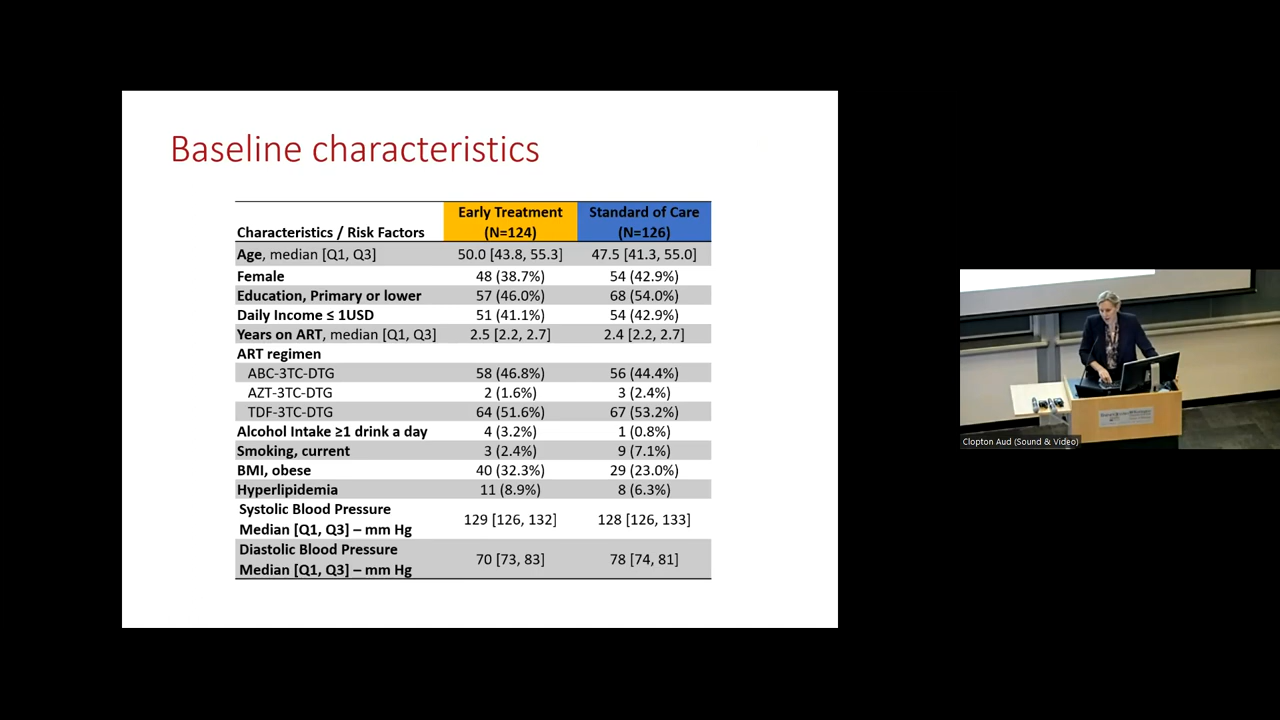 Baseline characteristics
Characteristics / Risk Factors Early Treatment (N=124) Standard of Care (N=126)
Age, median [Q1, Q3] 50.0 [43.8, 55.3] 47.5 [41.3, 55.0]
Female 48 (38.7%) 54 (42.9%)
Education, Primary or lower 57 (46.0%) 68 (54.0%)
Daily Income ≤ 1USD 51 (41.1%) 54 (42.9%)
Years on ART, median [Q1, Q3] 2.5 [2.2, 2.7] 2.4 [2.2, 2.7]
ART regimen
ABC-3TC-DTG 58 (46.8%) 56 (44.4%)
AZT-3TC-DTG 2 (1.6%) 3 (2.4%)
TDF-3TC-DTG 64 (51.6%) 67 (53.2%)
Alcohol Intake ≥1 drink a day 4 (3.2%) 1 (0.8%)
Smoking, current 3 (2.4%) 9 (7.1%)
BMI, obese 40 (32.3%) 29 (23.0%)
Hyperlipidemia 11 (8.9%) 8 (6.3%)
Systolic Blood Pressure
Median [Q1, Q3] – mm Hg 129 [126, 132] 128 [126, 133]
Diastolic Blood Pressure
Median [Q1, Q3] – mm Hg 70 [73, 83] 78 [74, 81]
Clopton Aud (Sound & Video)